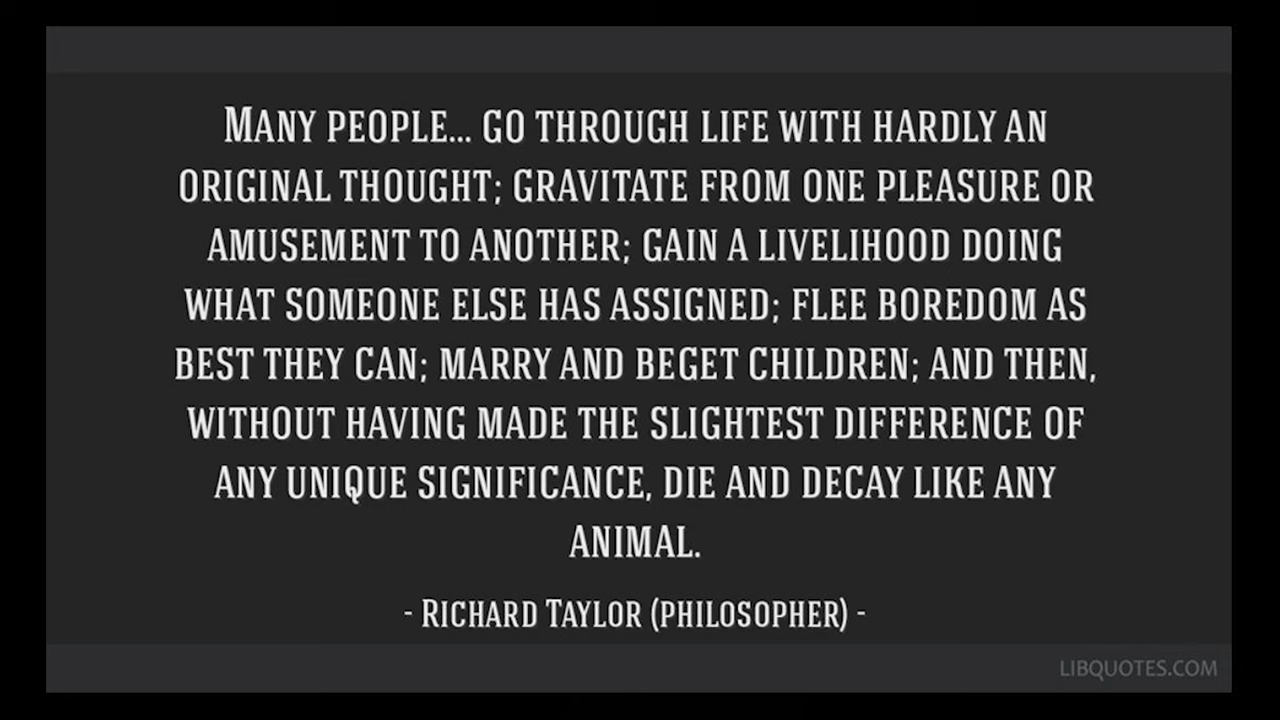 Many people... go through life with hardly an
original thought; gravitate from one pleasure or
amusement to another; gain a livelihood doing
what someone else has assigned; flee boredom as
best they can; marry and beget children; and then,
without having made the slightest difference of
any unique significance, die and decay like any
animal.
- Richard Taylor (philosopher) -
LIBQUOTES.COM